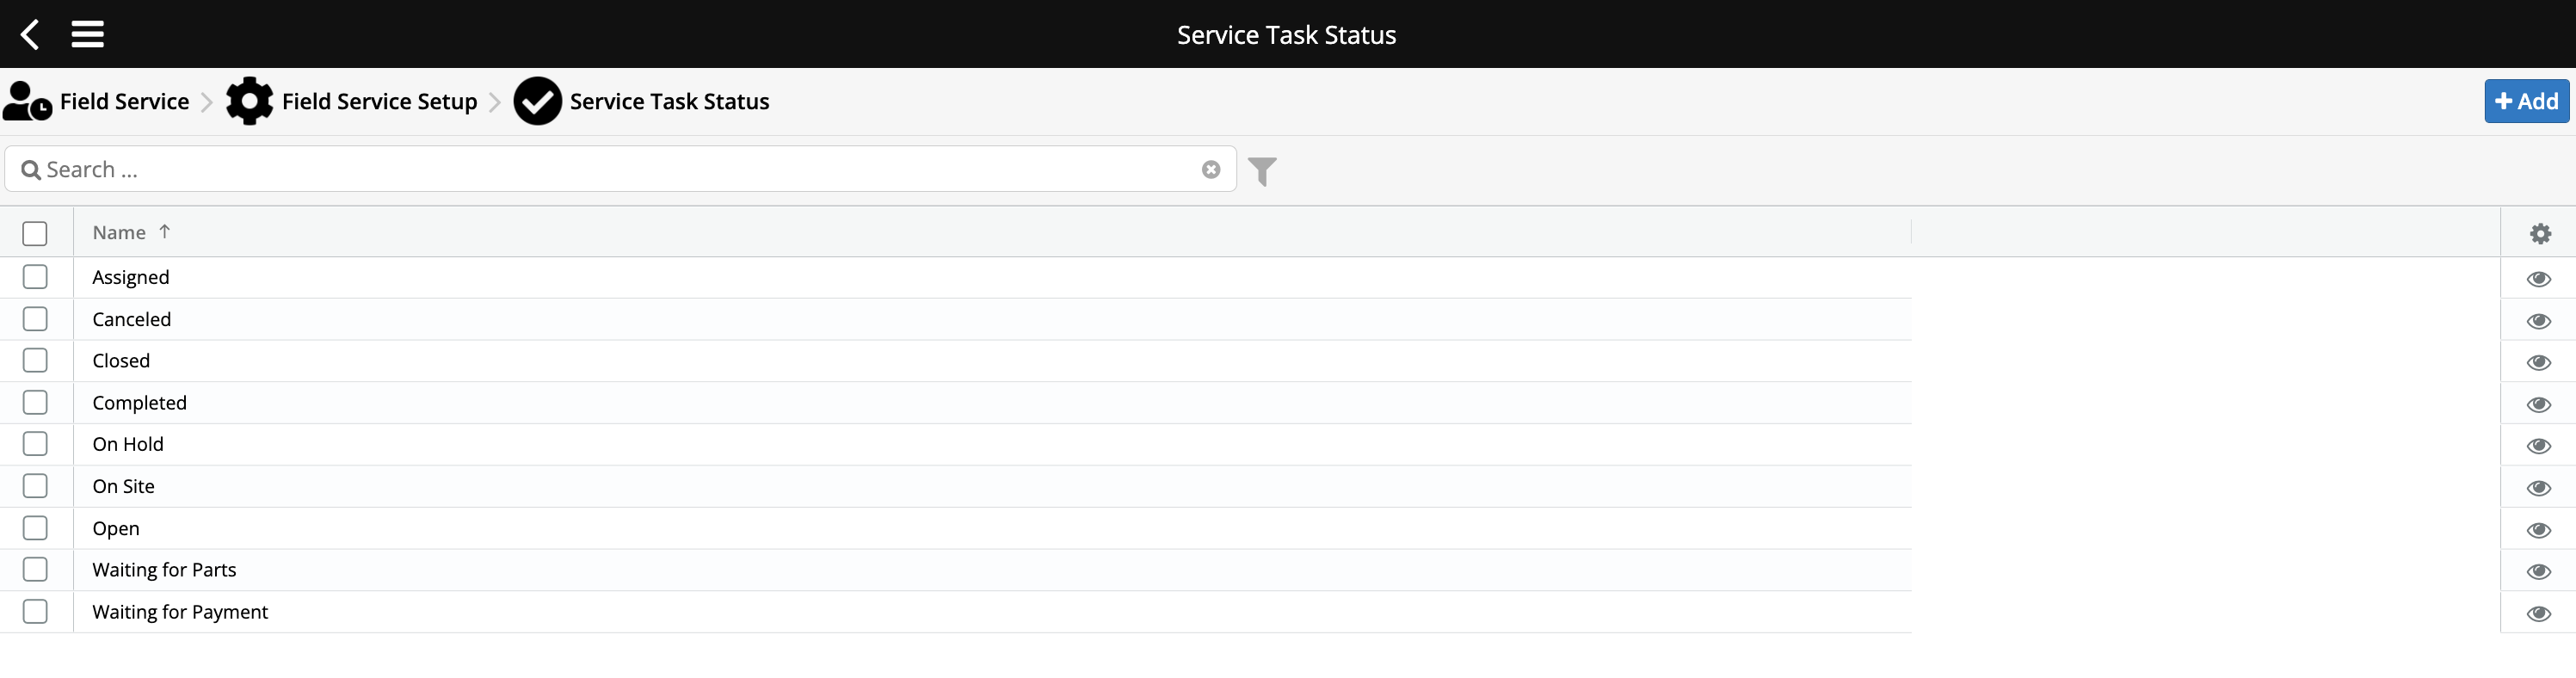 Service Task Status
Field Service Field Service Setup Service Task Status Add
Search ...
Name
Assigned
Canceled
Closed
Completed
On Hold
On Site
Open
Waiting for Parts
Waiting for Payment